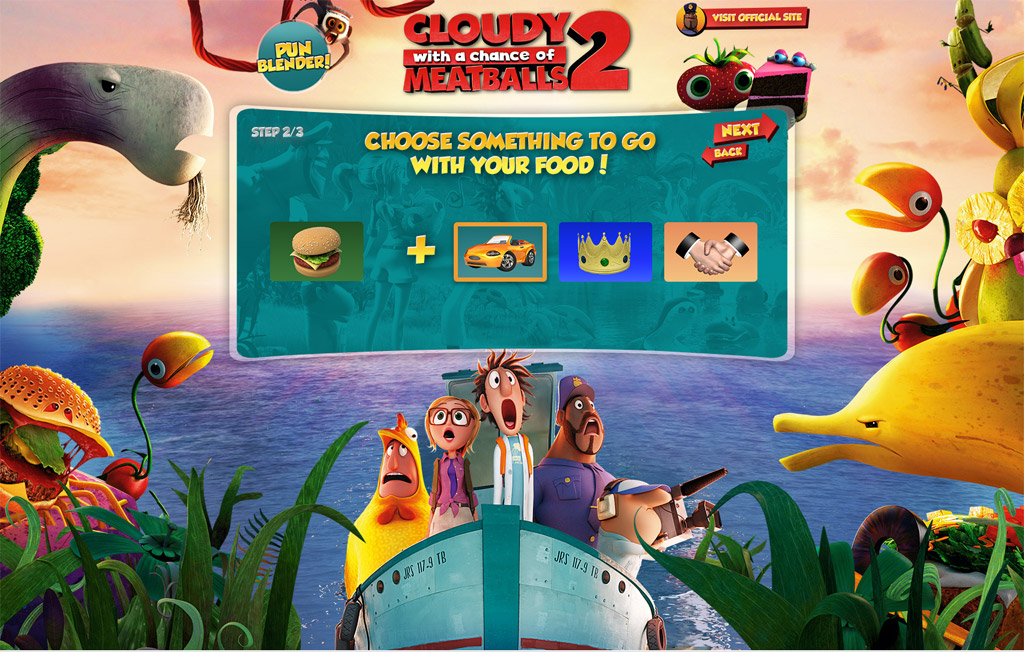 PUN
BLENDER!
CLOUDY
with a chance of
MEATBALLS 2
VISIT OFFICIAL SITE
STEP 2/3
CHOOSE SOMETHING TO GO
WITH YOUR FOOD!
NEXT
BACK
JRS 117-9 TB
JRS 117-9 TB